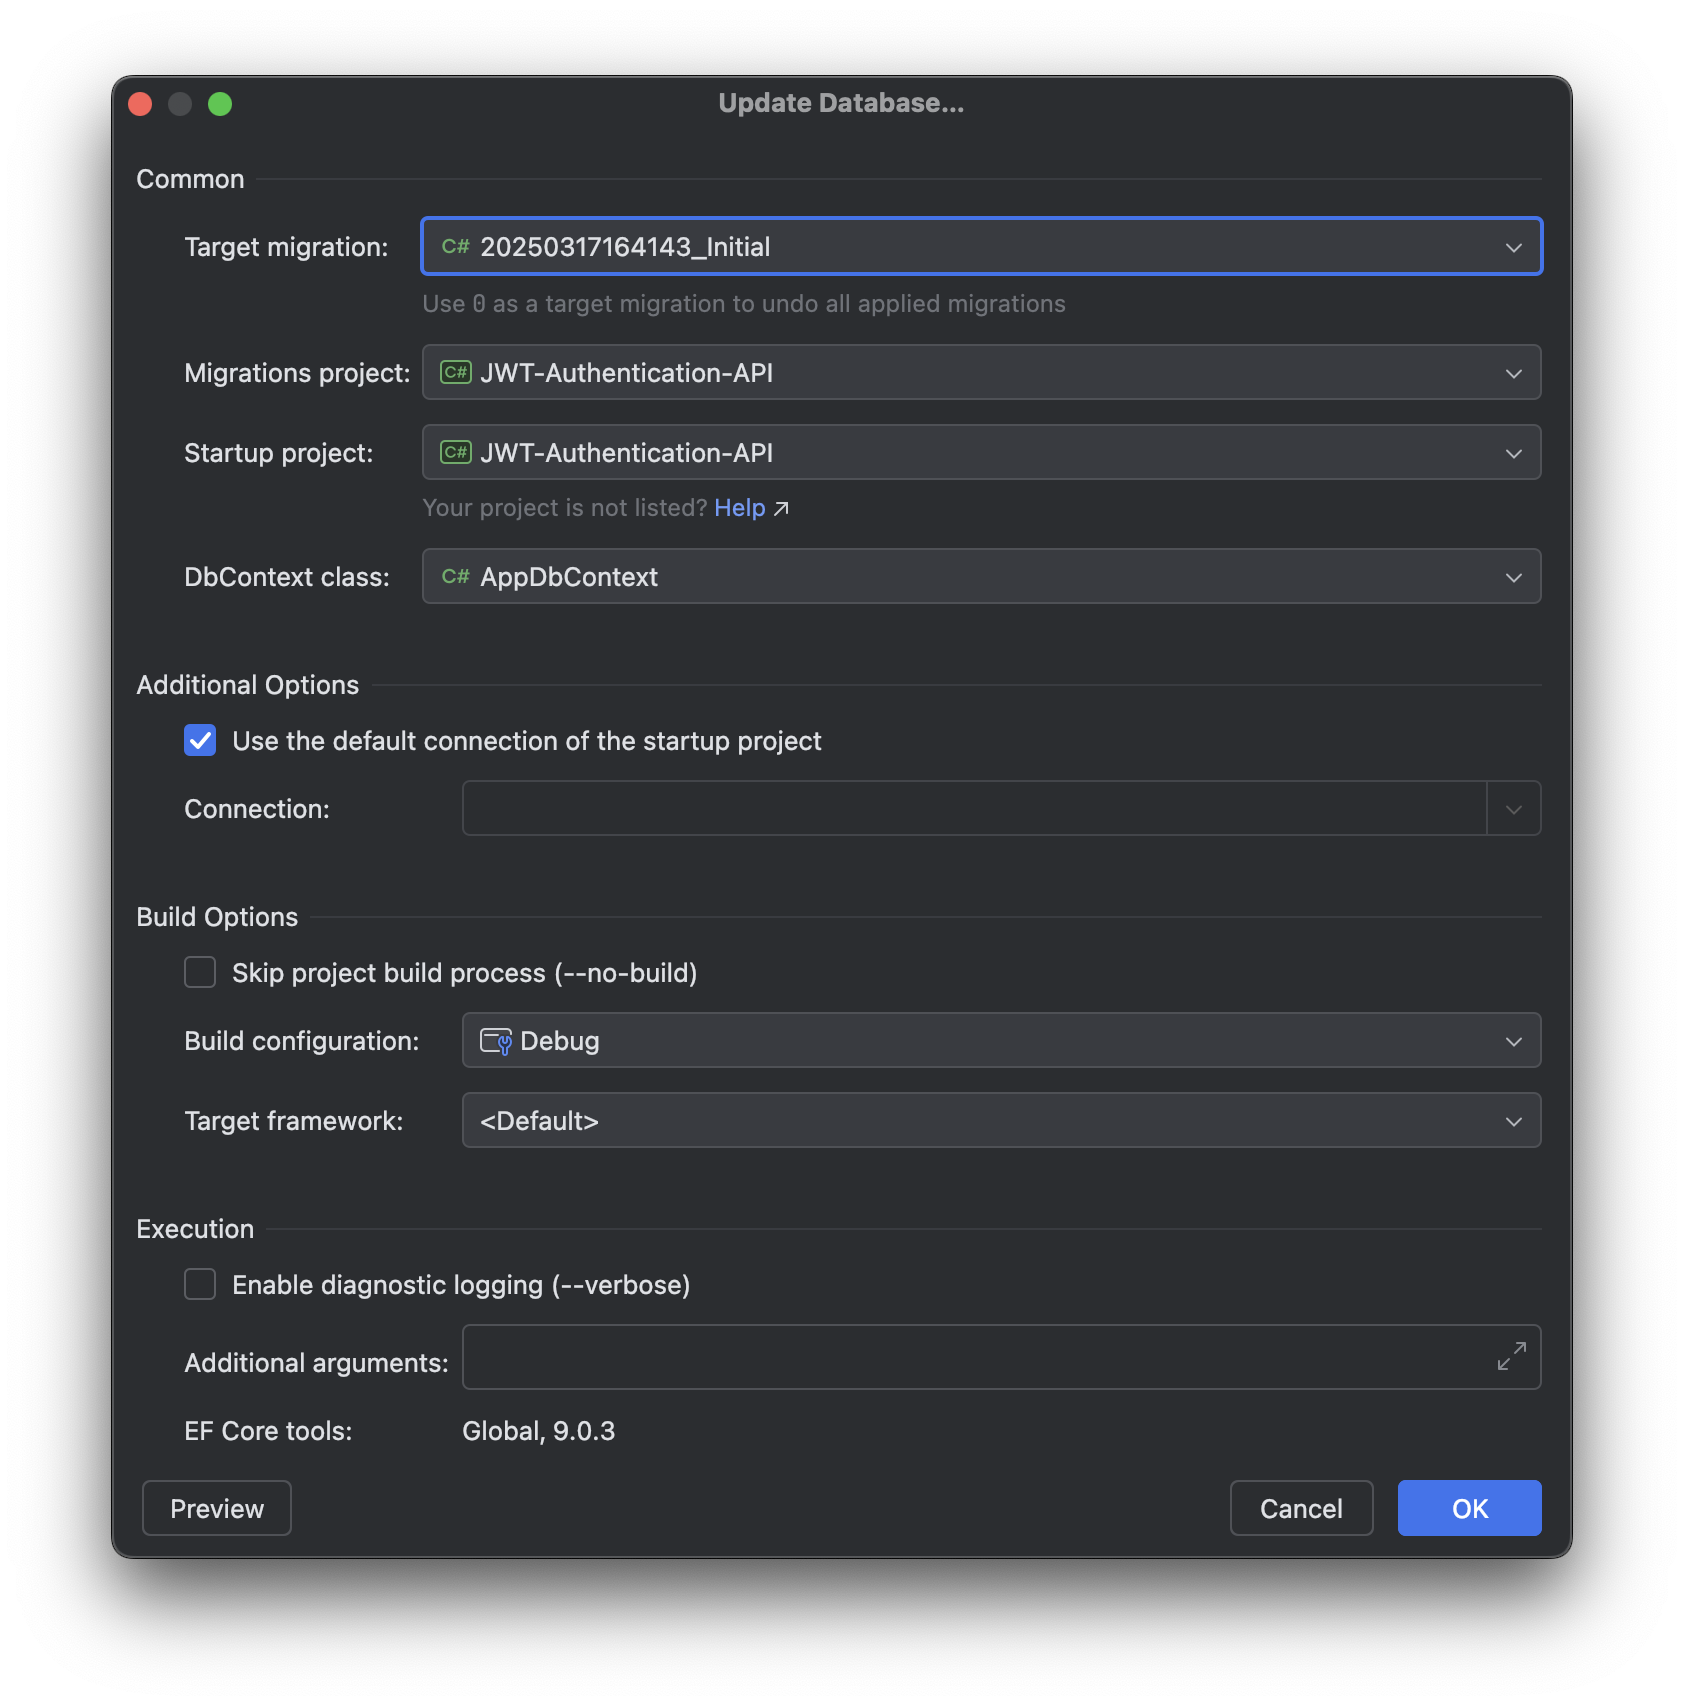 Update Database...
Common
Target migration: C# 20250317164143_Initial
Use 0 as a target migration to undo all applied migrations
Migrations project: C# JWT-Authentication-API
Startup project: C# JWT-Authentication-API
Your project is not listed? Help ↗
DbContext class: C# AppDbContext
Additional Options
Use the default connection of the startup project
Connection:
Build Options
Skip project build process (--no-build)
Build configuration: Debug
Target framework: <Default>
Execution
Enable diagnostic logging (--verbose)
Additional arguments:
EF Core tools: Global, 9.0.3
Preview Cancel OK